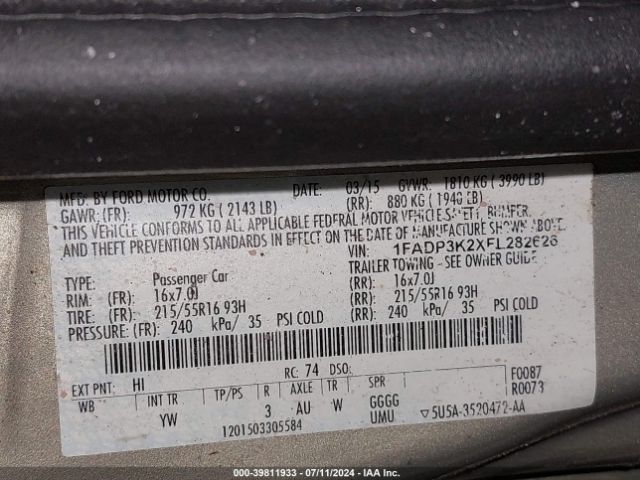 MFD. BY FORD MOTOR CO.
DATE: 03/15 GVWR: 1810 KG ( 3990 LB)
GAWR: (FR) 972 KG ( 2143 LB) (RR) 880 KG ( 1940 LB)
THIS VEHICLE CONFORMS TO ALL APPLICABLE FEDERAL MOTOR VEHICLE SAFETY, BUMPER,
AND THEFT PREVENTION STANDARDS IN EFFECT ON THE DATE OF MANUFACTURE SHOWN ABOVE.
VIN: 1FADP3K2XFL282626
TYPE: Passenger Car TRAILER TOWING - SEE OWNER GUIDE
RIM: (FR) 16x7.0J (RR) 16x7.0J
TIRE: (FR) 215/55R16 93H (RR) 215/55R16 93H
PRESSURE: (FR) 240 kPa/ 35 PSI COLD (RR) 240 kPa/ 35 PSI COLD
EXT PNT: HI RC: 74 DSO: F0087
WB INT TR TP/PS R AXLE TR SPR R0073
YW 3 AU W GGGG
UMU
1201503305584 ▽5U5A-3520472-AA
000-39811933 - 07/11/2024 - IAA Inc.